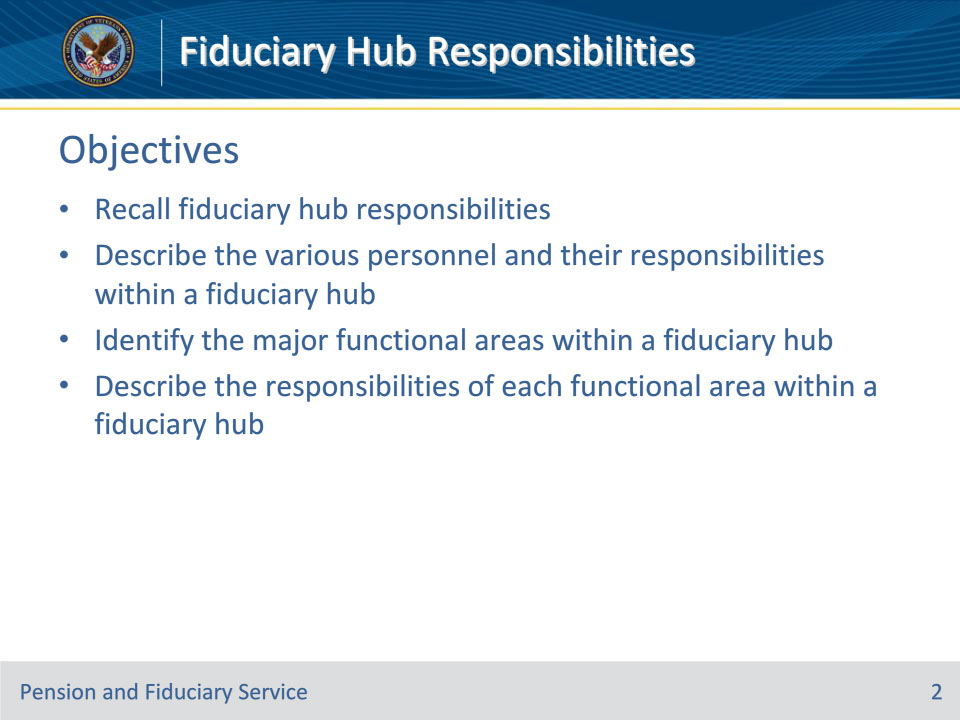 Fiduciary Hub Responsibilities
Objectives
• Recall fiduciary hub responsibilities
• Describe the various personnel and their responsibilities
within a fiduciary hub
• Identify the major functional areas within a fiduciary hub
• Describe the responsibilities of each functional area within a
fiduciary hub
Pension and Fiduciary Service
2